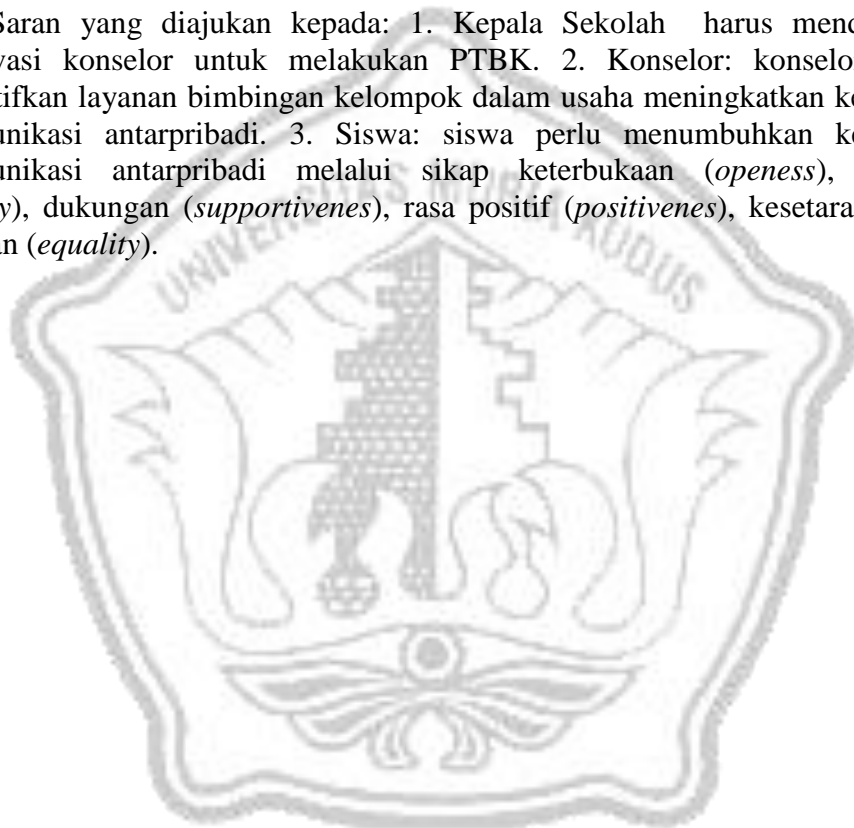 Saran yang diajukan kepada: 1. Kepala Sekolah harus mend
vasi konselor untuk melakukan PTBK. 2. Konselor: konselo
tifkan layanan bimbingan kelompok dalam usaha meningkatkan ke
unikasi antarpribadi. 3. Siswa: siswa perlu menumbuhkan ke
unikasi antarpribadi melalui sikap keterbukaan (openess),
y), dukungan (supportivenes), rasa positif (positivenes), kesetara
an (equality).
UNIVERSITAS MURIA KUDUS